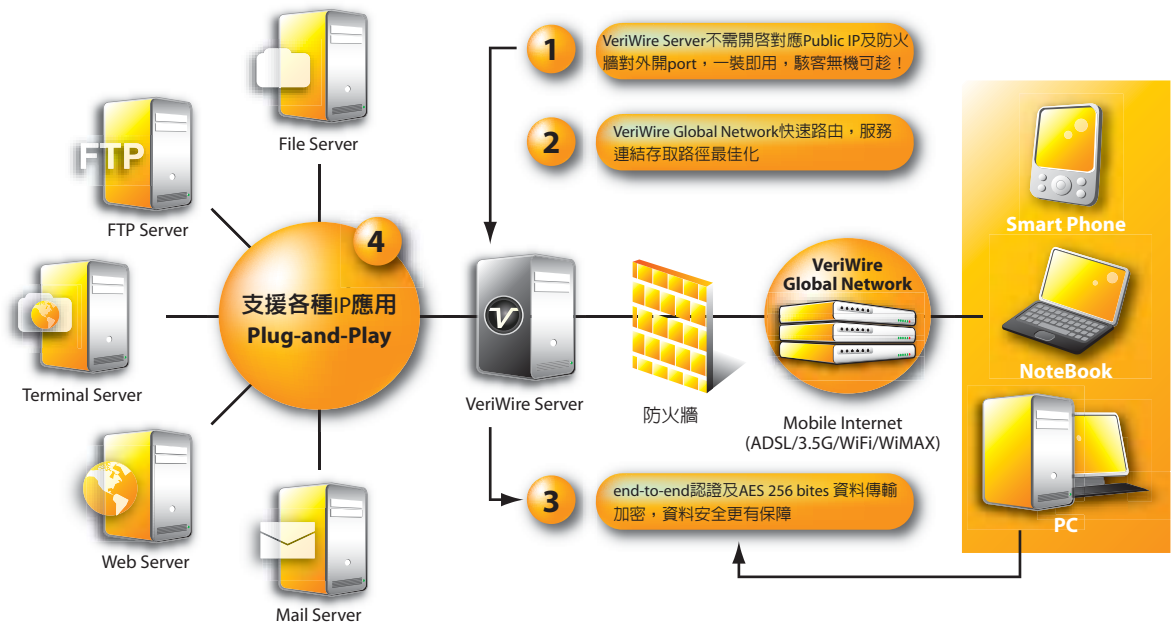 1
VeriWire Server不需開啓對應Public IP及防火
牆對外開port，一裝即用，駭客無機可趁！
2
VeriWire Global Network快速路由，服務
連結存取路徑最佳化
File Server
FTP
FTP Server
Terminal Server
Web Server
Mail Server
4
支援各種IP應用
Plug-and-Play
VeriWire Server
防火牆
VeriWire
Global Network
Mobile Internet
(ADSL/3.5G/WiFi/WiMAX)
3
end-to-end認證及AES 256 bites 資料傳輸
加密，資料安全更有保障
Smart Phone
NoteBook
PC